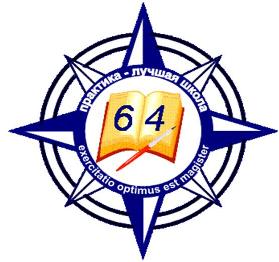 практика - лучшая школа
64
exercitatio optimus est magister